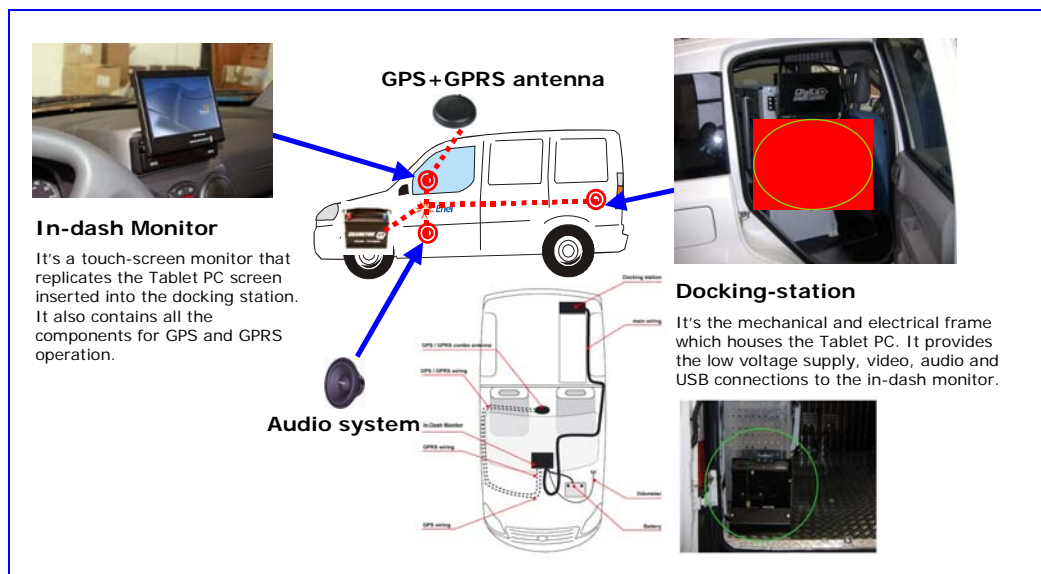 GPS+GPRS antenna
In-dash Monitor
It's a touch-screen monitor that
replicates the Tablet PC screen
inserted into the docking station.
It also contains all the
components for GPS and GPRS
operation.
Enel
Audio system
Docking station
main wiring
GPS / GPRS combo antenna
GPS / GPRS wiring
In-Dash Monitor
GPRS wiring
GPS wiring
Odometer
Battery
Docking-station
It's the mechanical and electrical frame
which houses the Tablet PC. It provides
the low voltage supply, video, audio and
USB connections to the in-dash monitor.